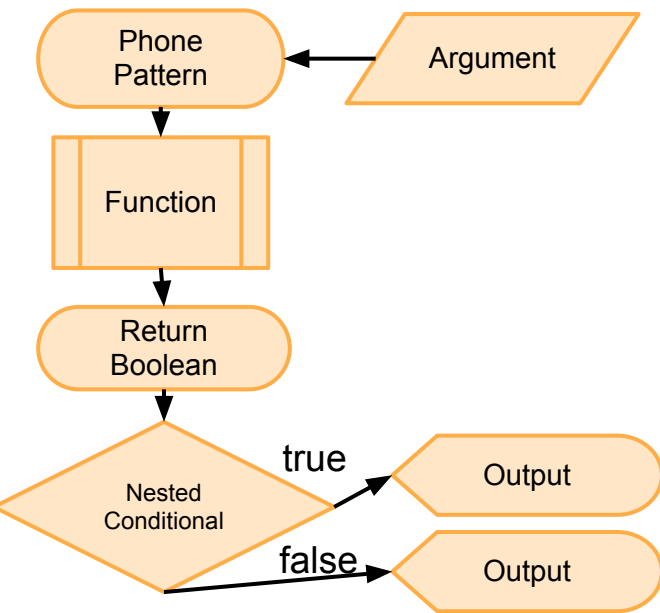 Phone
Pattern
Argument
Function
Return
Boolean
Nested
Conditional
true
Output
false
Output